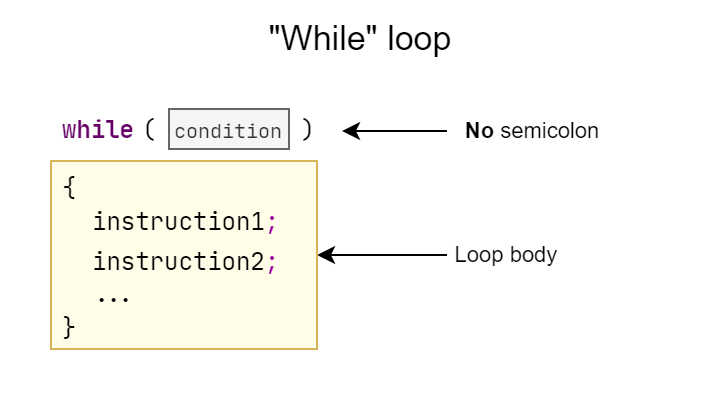 "While" loop
while ( condition ) No semicolon
{
instruction1;
instruction2; Loop body
...
}